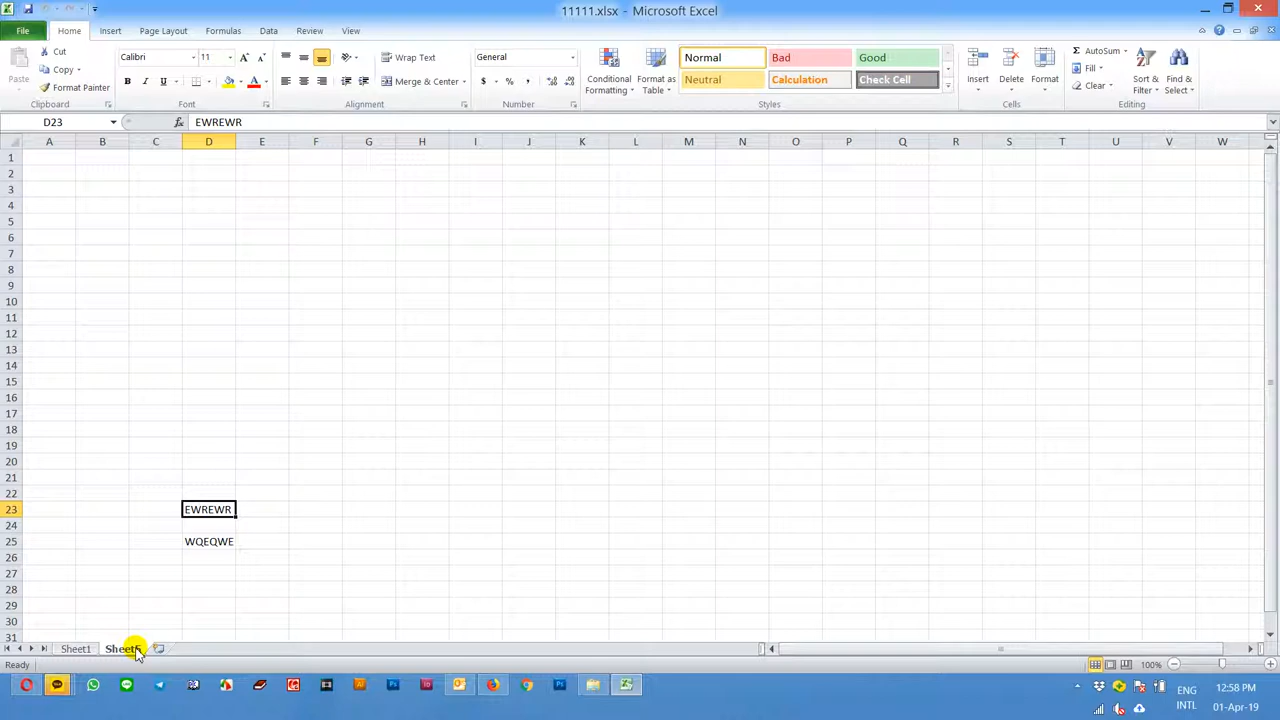 11111.xlsx - Microsoft Excel
File Home Insert Page Layout Formulas Data Review View
Cut Calibri 11 Wrap Text General Normal Bad Good AutoSum
Paste Copy Conditional Formatting Format as Table Insert Delete Format Fill Sort & Filter Find & Select
Format Painter B I U A Merge & Center $ % , Neutral Calculation Check Cell Clear
Clipboard Font Alignment Number Styles Cells Editing
D23 fx EWREWR
A B C D E F G H I J K L M N O P Q R S T U V W
1
2
3
4
5
6
7
8
9
10
11
12
13
14
15
16
17
18
19
20
21
22
23 EWREWR
24
25 WQEQWE
26
27
28
29
30
31
Sheet1
Ready 100%
ENG 12:58 PM
INTL 01-Apr-19